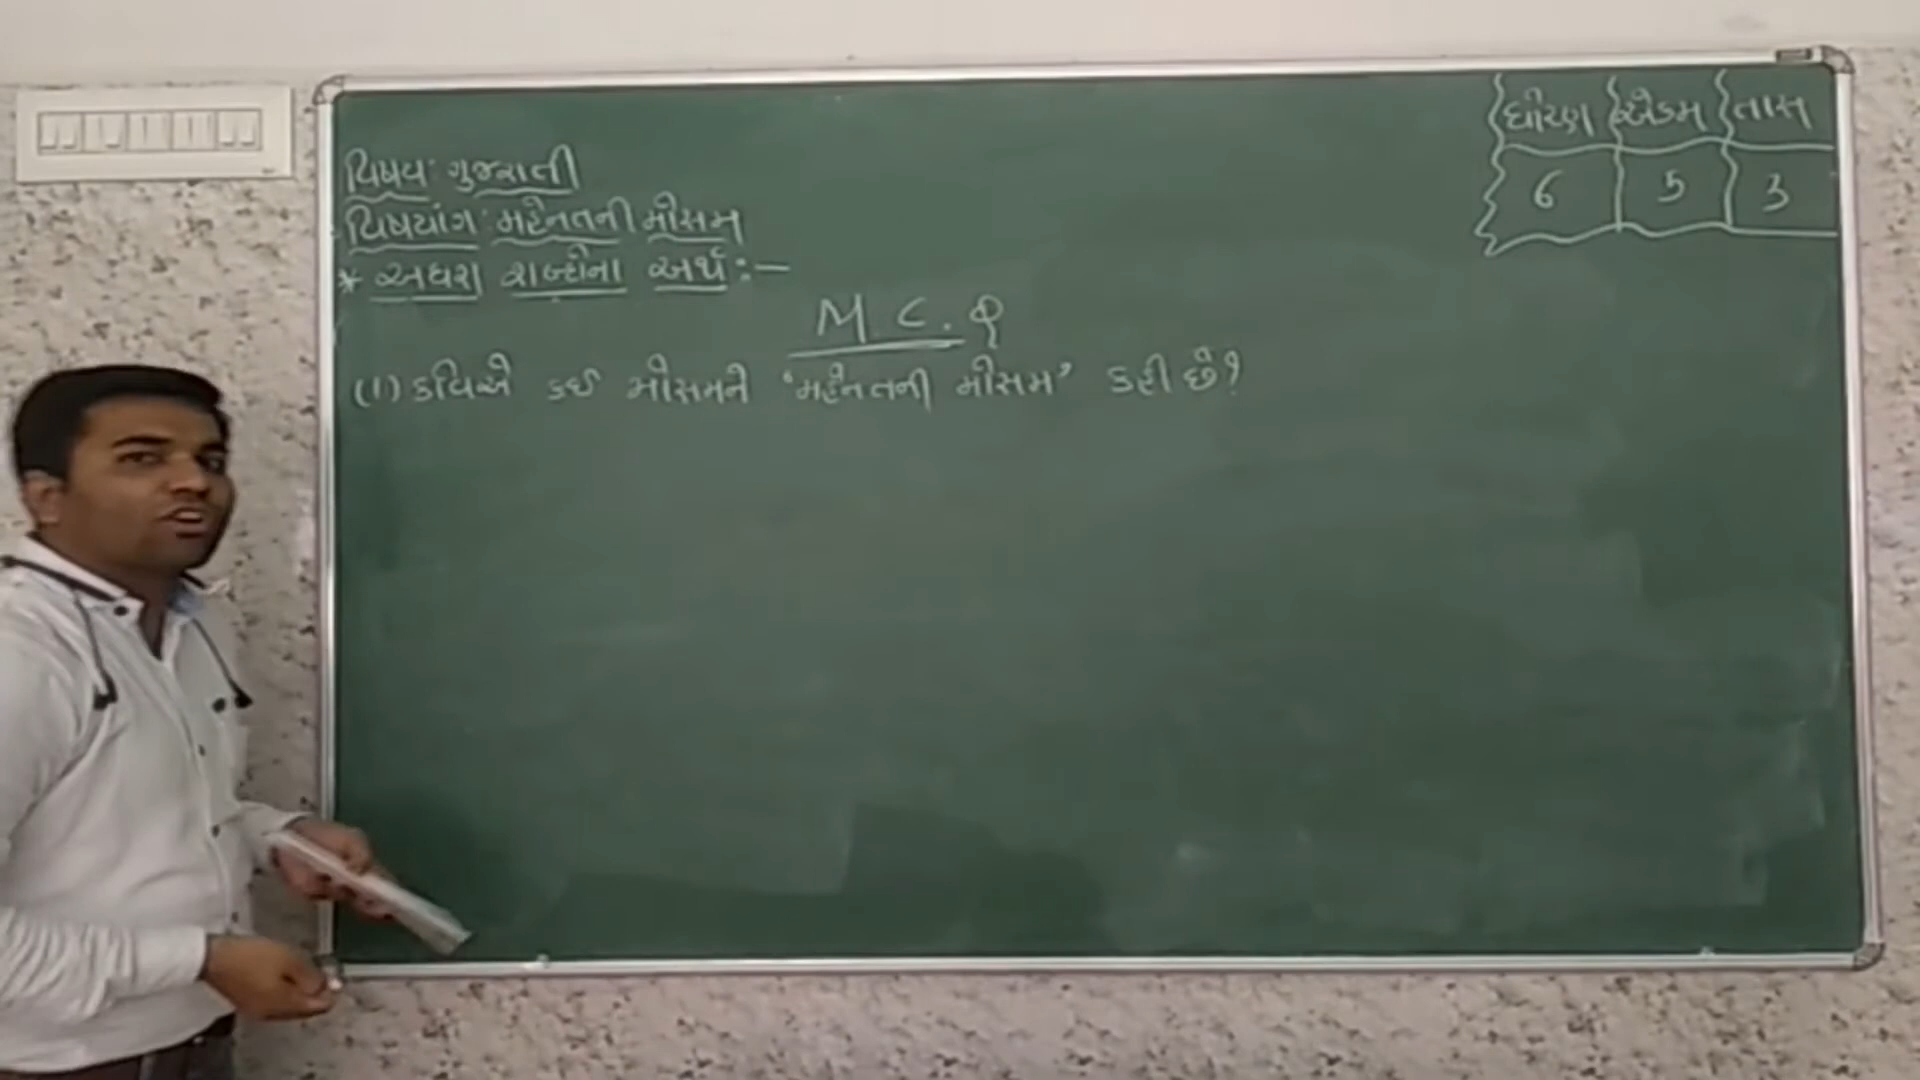 ધોરણ એકમ તાસ
6 5 3
વિષય: ગુજરાતી
વિષયાંગ: મહેનતની મૌસમ
* અઘરા શબ્દોના અર્થ :-
M.C.Q
(1) કવિએ કઈ મૌસમને 'મહેનતની મૌસમ' કહી છે?